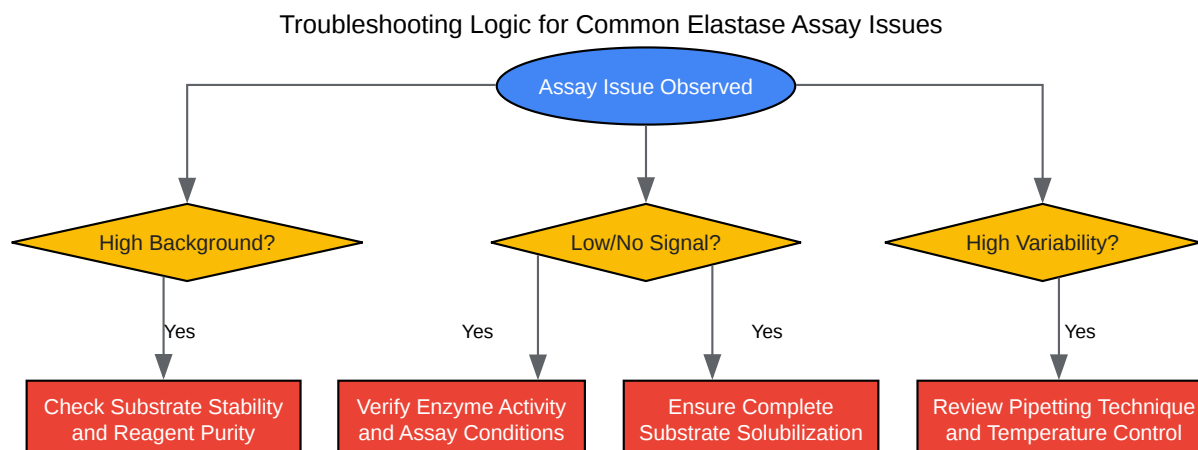 Troubleshooting Logic for Common Elastase Assay Issues
Assay Issue Observed
High Background?
Low/No Signal?
High Variability?
Yes
Yes
Yes
Yes
Check Substrate Stability
and Reagent Purity
Verify Enzyme Activity
and Assay Conditions
Ensure Complete
Substrate Solubilization
Review Pipetting Technique
and Temperature Control